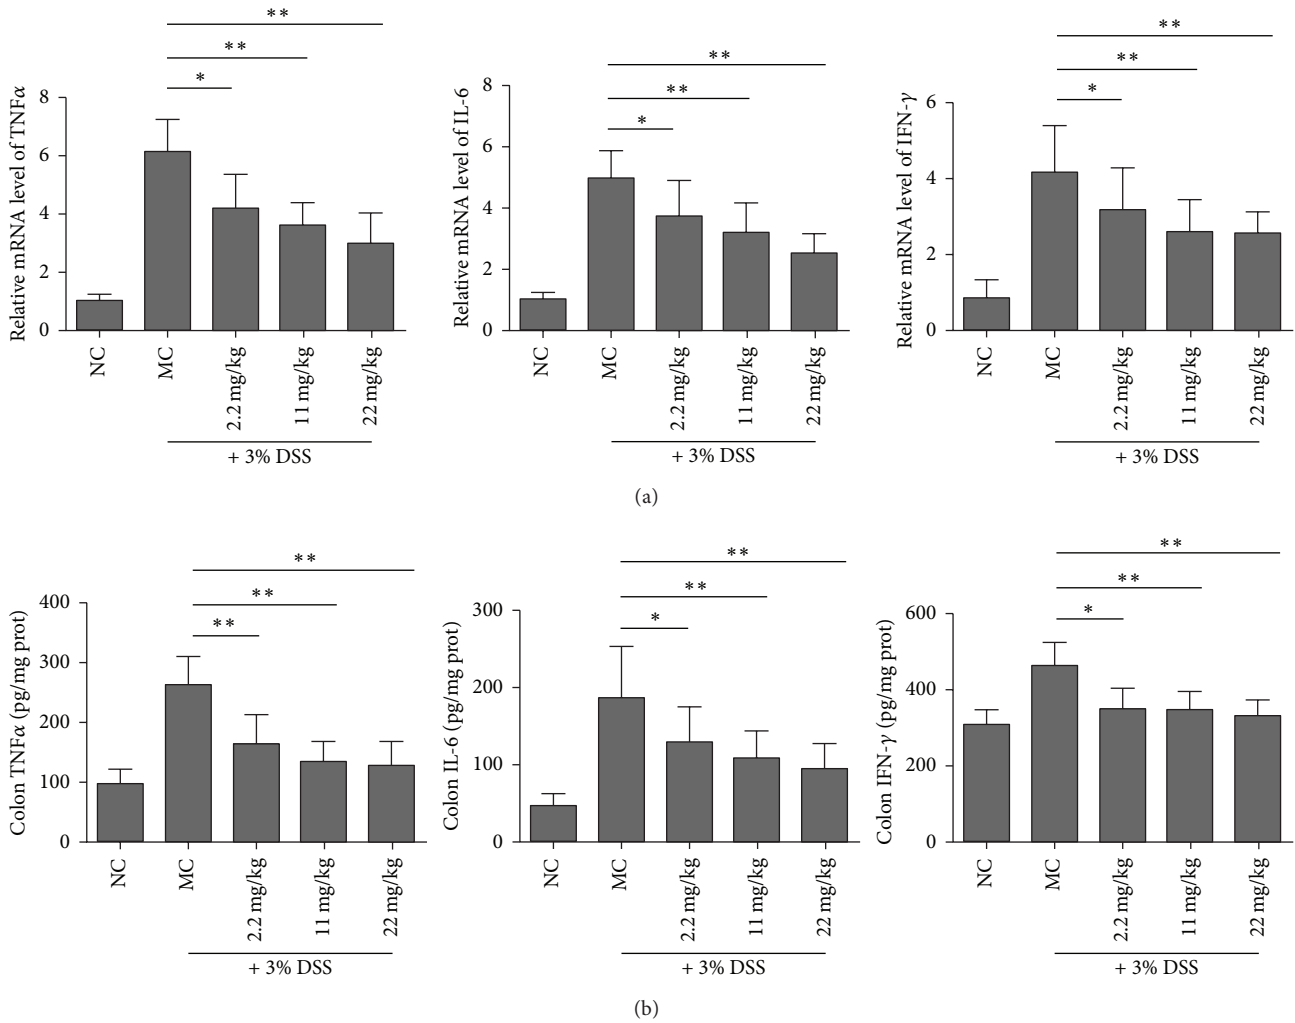 Relative mRNA level of TNFα
8
6
4
2
0
**
**
*
NC
MC
2.2 mg/kg
11 mg/kg
22 mg/kg
+ 3% DSS
Relative mRNA level of IL-6
8
6
4
2
0
**
**
*
NC
MC
2.2 mg/kg
11 mg/kg
22 mg/kg
+ 3% DSS
Relative mRNA level of IFN-γ
6
4
2
0
**
**
*
NC
MC
2.2 mg/kg
11 mg/kg
22 mg/kg
+ 3% DSS
(a)
Colon TNFα (pg/mg prot)
400
300
200
100
0
**
**
**
NC
MC
2.2 mg/kg
11 mg/kg
22 mg/kg
+ 3% DSS
Colon IL-6 (pg/mg prot)
300
200
100
0
**
**
*
NC
MC
2.2 mg/kg
11 mg/kg
22 mg/kg
+ 3% DSS
Colon IFN-γ (pg/mg prot)
600
400
200
0
**
**
*
NC
MC
2.2 mg/kg
11 mg/kg
22 mg/kg
+ 3% DSS
(b)